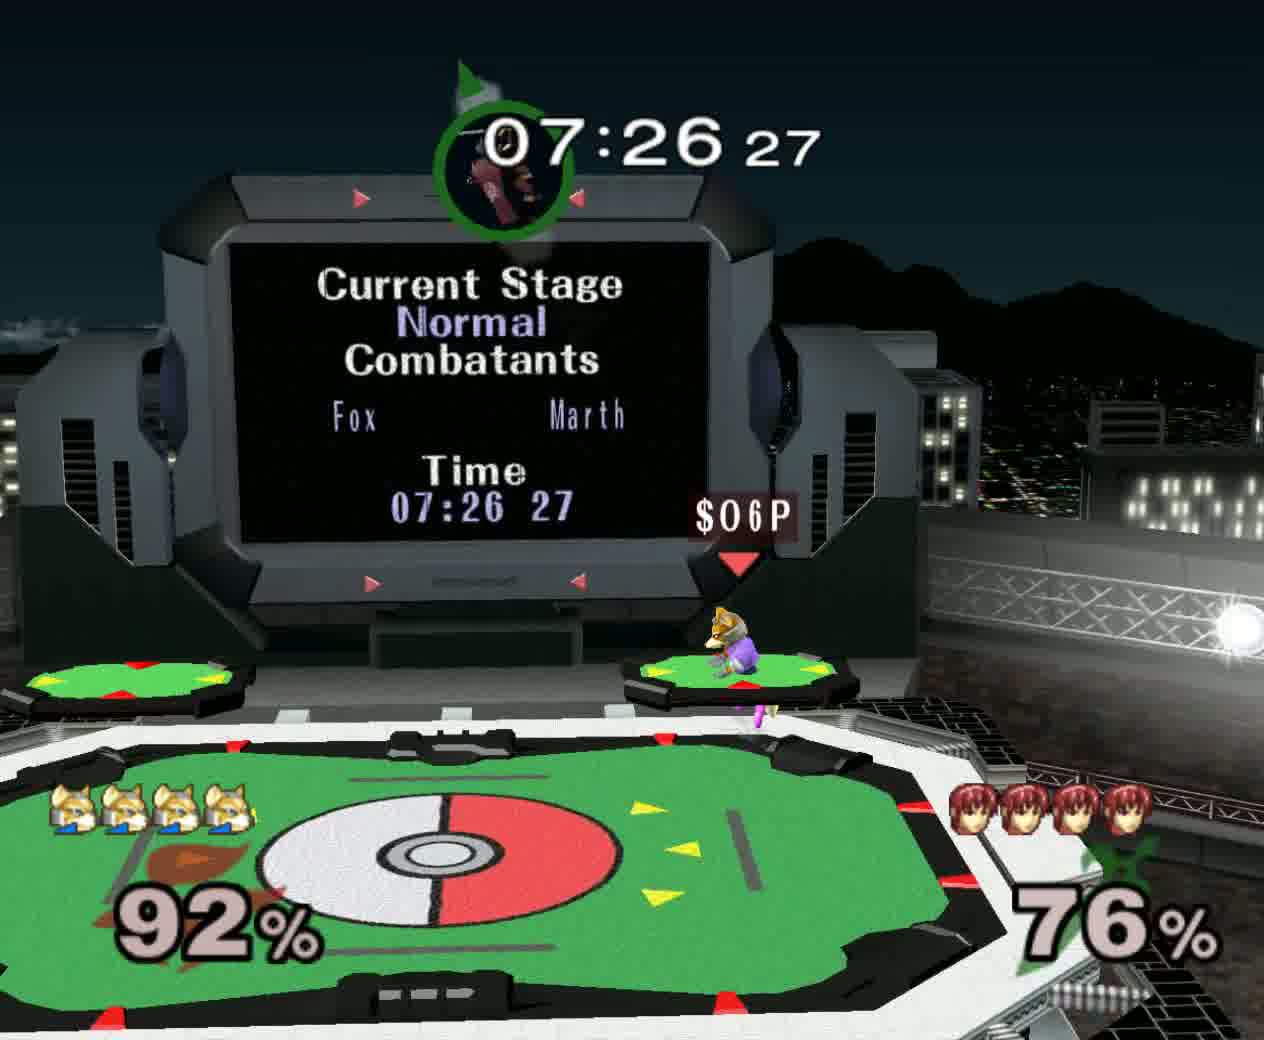 07:26 27
Current Stage
Normal
Combatants
Fox Marth
Time
07:26 27
$06P
92%
76%